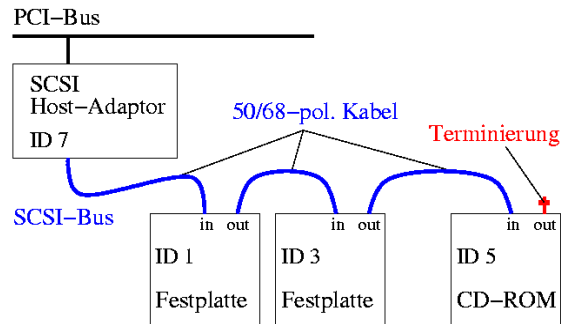 PCI−Bus
SCSI
Host−Adaptor
ID 7
50/68−pol. Kabel
Terminierung
SCSI−Bus
in out
in out
in out
ID 1
Festplatte
ID 3
Festplatte
ID 5
CD−ROM